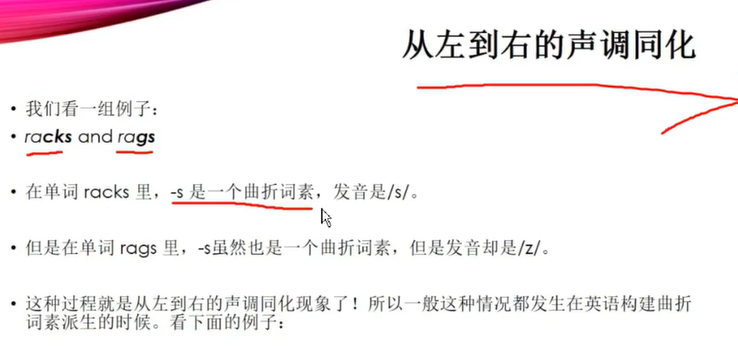 从左到右的声调同化
• 我们看一组例子：
• racks and rags
• 在单词 racks 里，-s 是一个曲折词素，发音是/s/。
• 但是在单词 rags 里，-s虽然也是一个曲折词素，但是发音却是/z/。
• 这种过程就是从左到右的声调同化现象了！所以一般这种情况都发生在英语构建曲折
词素派生的时候。看下面的例子：